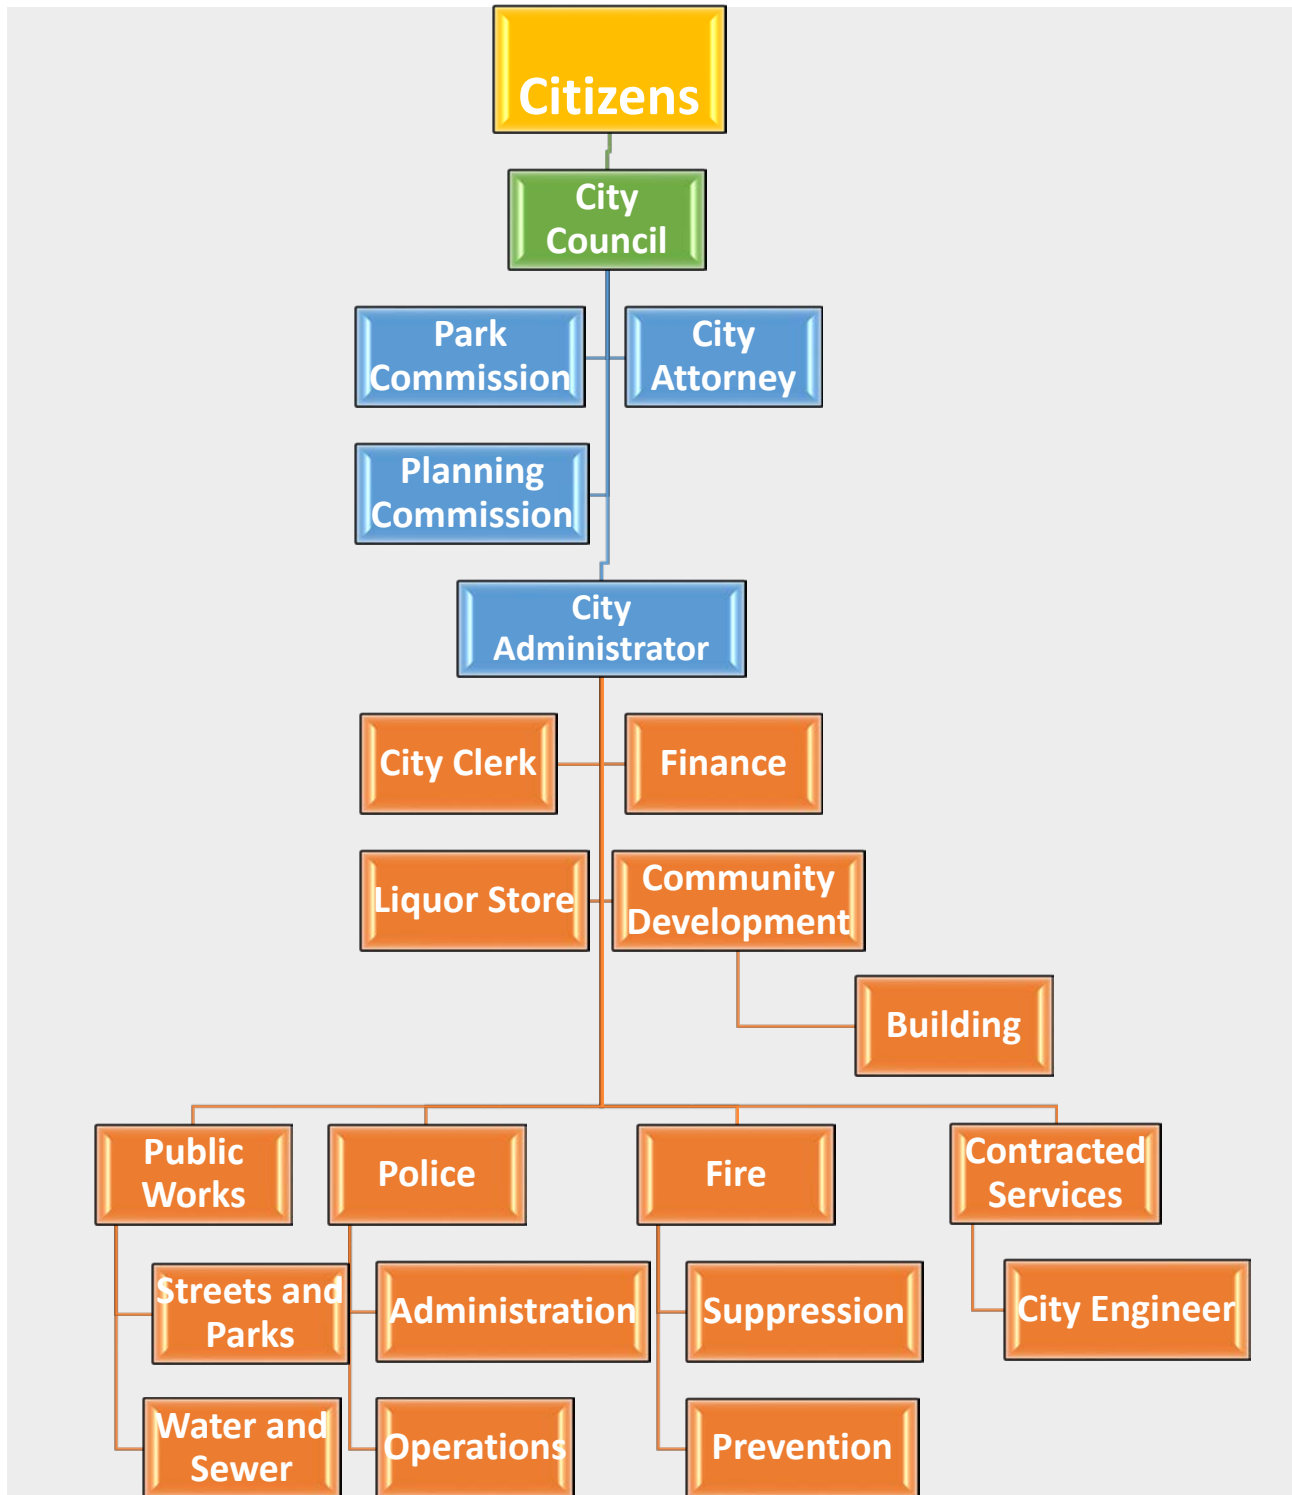 Citizens
City
Council
Park
Commission
City
Attorney
Planning
Commission
City
Administrator
City Clerk
Finance
Liquor Store
Community
Development
Building
Public
Works
Police
Fire
Contracted
Services
Streets and
Parks
Administration
Suppression
City Engineer
Water and
Sewer
Operations
Prevention